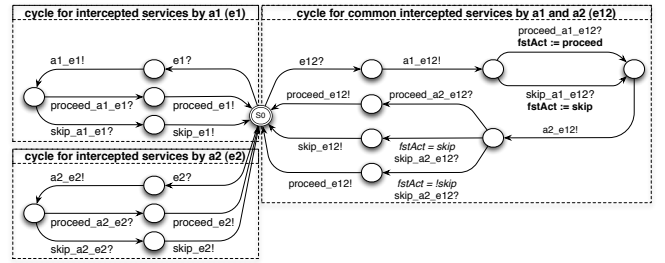 cycle for intercepted services by a1 (e1)
a1_e1!
e1?
proceed_a1_e1?
proceed_e1!
skip_a1_e1?
skip_e1!
cycle for intercepted services by a2 (e2)
a2_e2!
e2?
proceed_a2_e2?
proceed_e2!
skip_a2_e2?
skip_e2!
S0
cycle for common intercepted services by a1 and a2 (e12)
e12?
a1_e12!
proceed_a1_e12?
fstAct := proceed
skip_a1_e12?
fstAct := skip
a2_e12!
proceed_e12!
proceed_a2_e12?
skip_e12!
fstAct = skip
skip_a2_e12?
proceed_e12!
fstAct = !skip
skip_a2_e12?